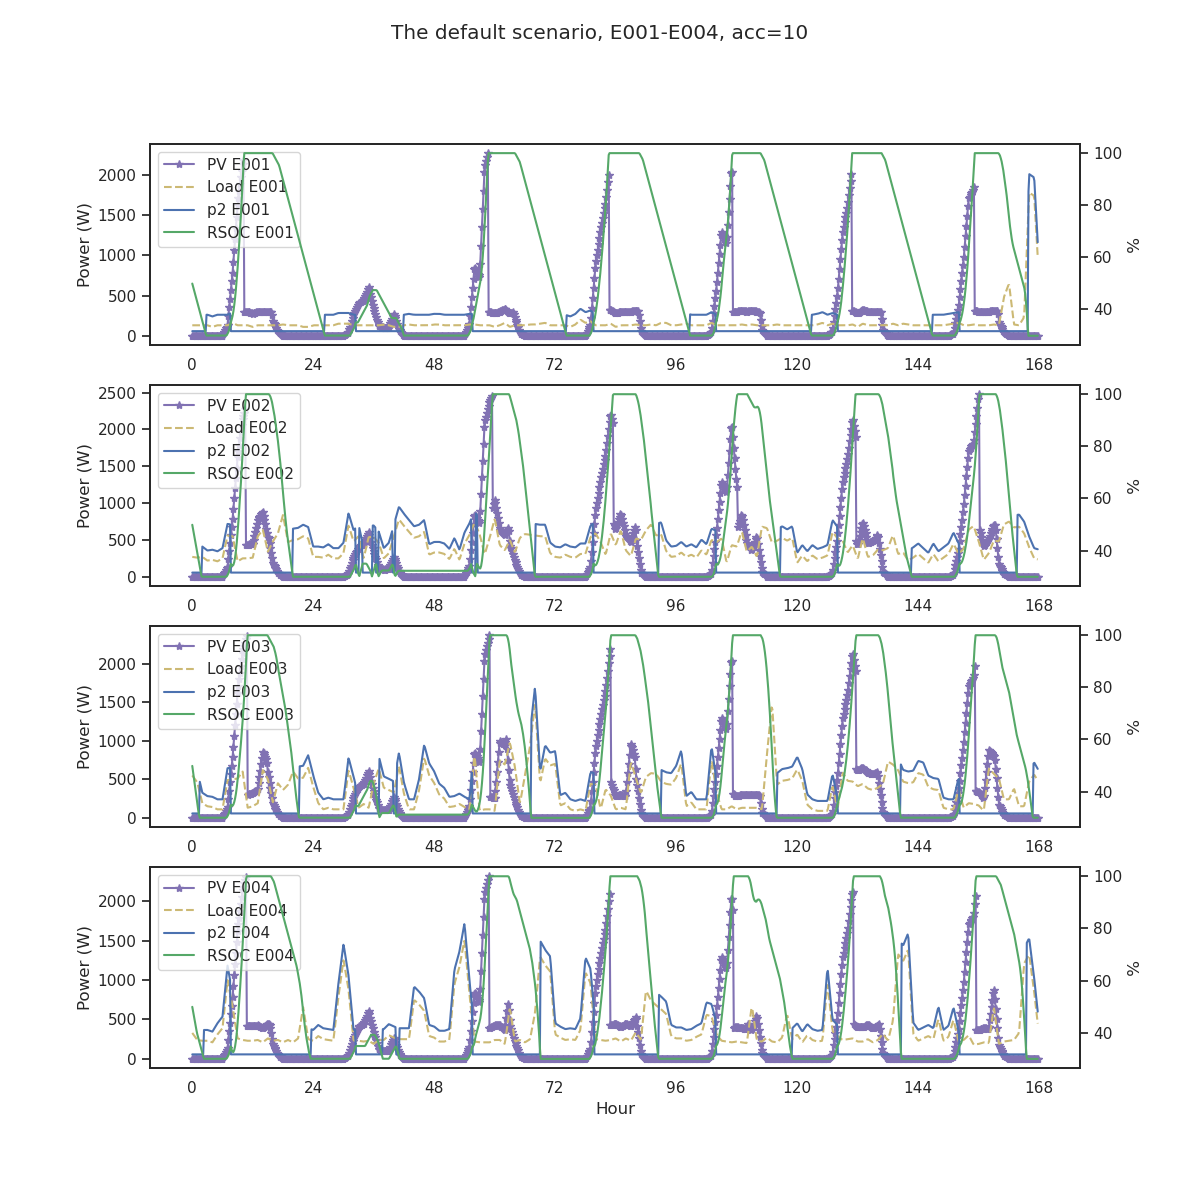 The default scenario, E001-E004, acc=10
PV E001
Load E001
p2 E001
RSOC E001
Power (W)
2000
1500
1000
500
0
100
80
60
40
%
0 24 48 72 96 120 144 168
PV E002
Load E002
p2 E002
RSOC E002
Power (W)
2500
2000
1500
1000
500
0
100
80
60
40
%
0 24 48 72 96 120 144 168
PV E003
Load E003
p2 E003
RSOC E003
Power (W)
2000
1500
1000
500
0
100
80
60
40
%
0 24 48 72 96 120 144 168
PV E004
Load E004
p2 E004
RSOC E004
Power (W)
2000
1500
1000
500
0
100
80
60
40
%
0 24 48 72 96 120 144 168
Hour